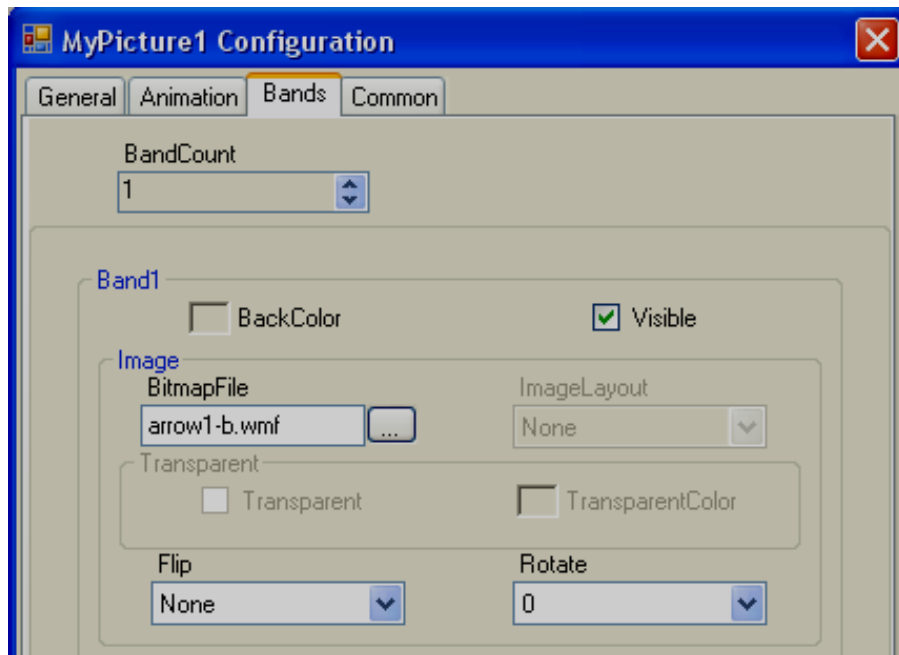 MyPicture1 Configuration
General Animation Bands Common
BandCount
1
Band1
BackColor Visible
Image
BitmapFile ImageLayout
arrow1-b.wmf ... None
Transparent
Transparent TransparentColor
Flip Rotate
None 0